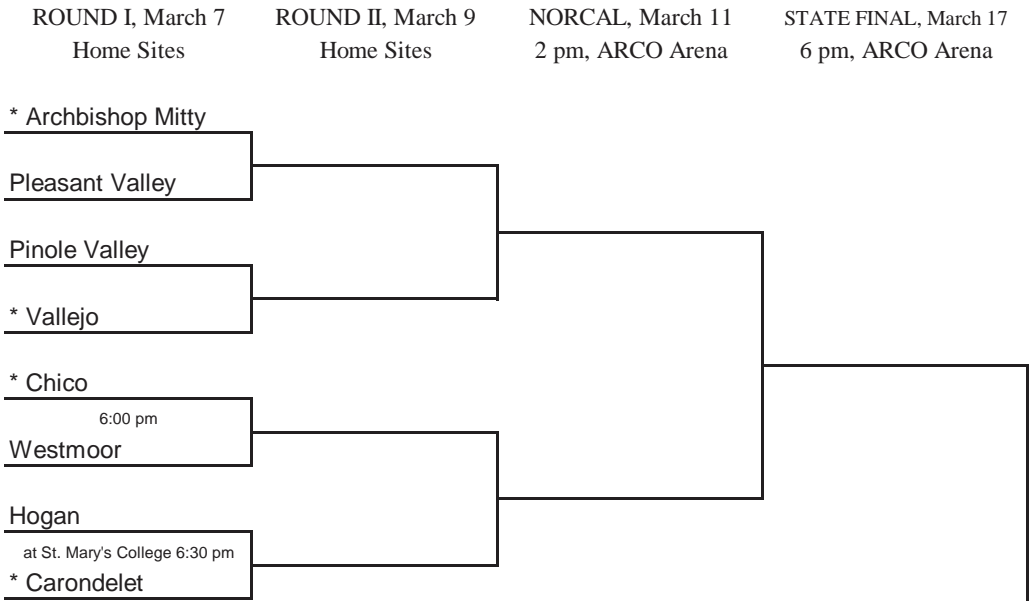 ROUND I, March 7 ROUND II, March 9 NORCAL, March 11 STATE FINAL, March 17
Home Sites Home Sites 2 pm, ARCO Arena 6 pm, ARCO Arena
* Archbishop Mitty
Pleasant Valley
Pinole Valley
* Vallejo
* Chico
6:00 pm
Westmoor
Hogan
at St. Mary's College 6:30 pm
* Carondelet